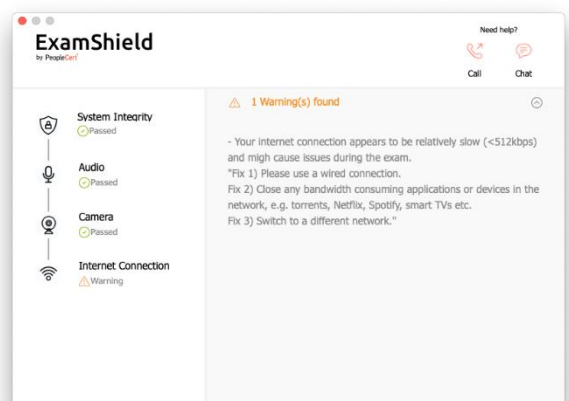 Need help?
ExamShield
by PeopleCert
Call
Chat
System Integrity
Passed
Audio
Passed
Camera
Passed
Internet Connection
Warning
1 Warning(s) found
- Your internet connection appears to be relatively slow (<512kbps)
and migh cause issues during the exam.
"Fix 1) Please use a wired connection.
Fix 2) Close any bandwidth consuming applications or devices in the
network, e.g. torrents, Netflix, Spotify, smart TVs etc.
Fix 3) Switch to a different network."